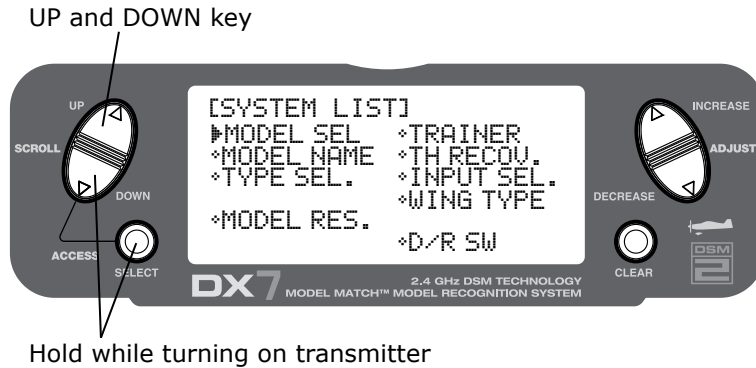 UP and DOWN key
UP
SCROLL
DOWN
ACCESS
SELECT
[SYSTEM LIST]
MODEL SEL
MODEL NAME
TYPE SEL.
MODEL RES.
TRAINER
TH RECOV.
INPUT SEL.
WING TYPE
D/R SW
INCREASE
ADJUST
DECREASE
CLEAR
DSM
2
DX7
2.4 GHz DSM TECHNOLOGY
MODEL MATCH™ MODEL RECOGNITION SYSTEM
Hold while turning on transmitter